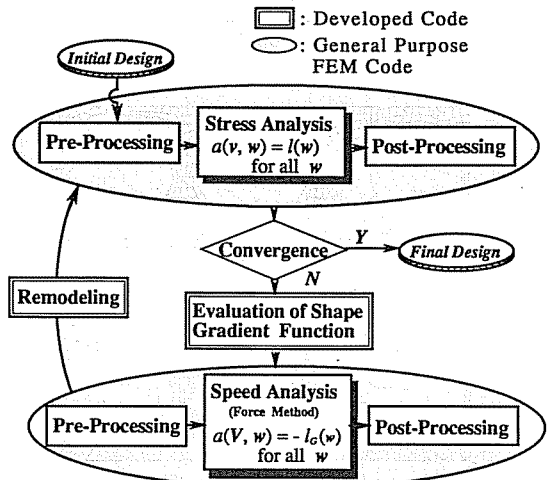 : Developed Code
: General Purpose
FEM Code
Initial Design
Pre-Processing
Stress Analysis
a(v, w) = l(w)
for all w
Post-Processing
Convergence
Y
Final Design
N
Remodeling
Evaluation of Shape
Gradient Function
Pre-Processing
Speed Analysis
(Force Method)
a(V, w) = - l_G(w)
for all w
Post-Processing